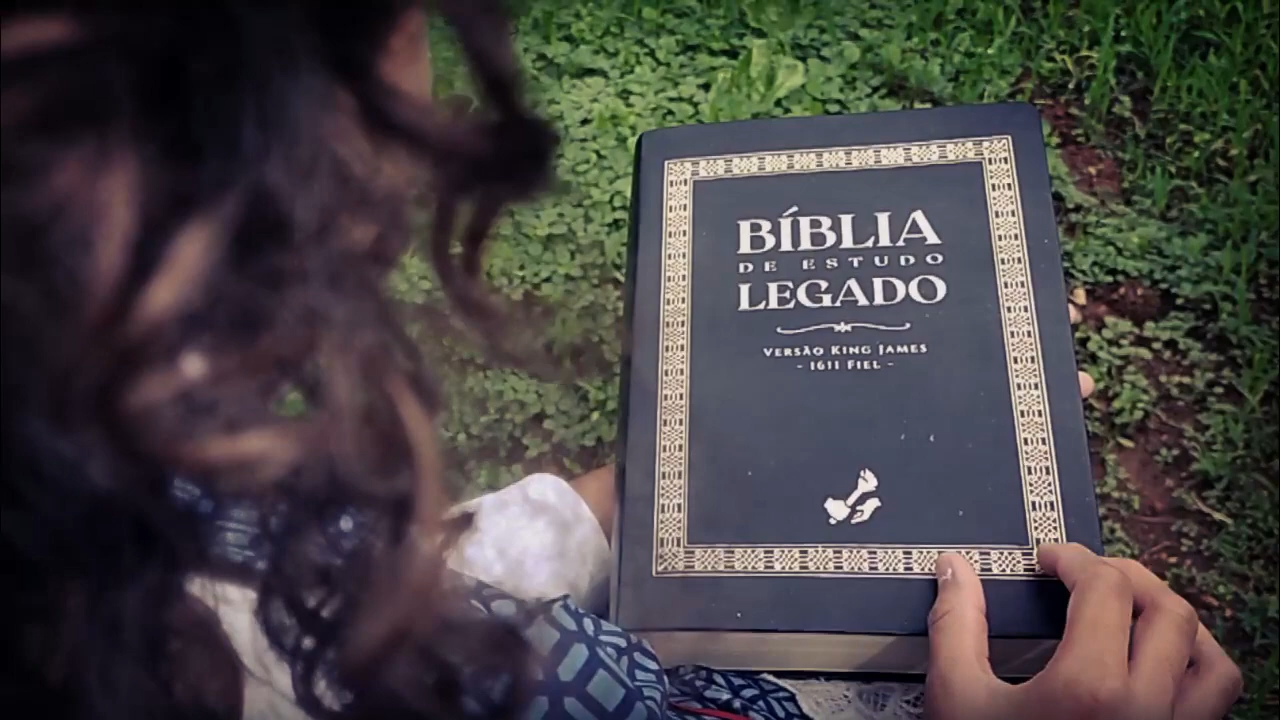 BÍBLIA
DE ESTUDO
LEGADO
VERSÃO KING JAMES
- 1611 FIEL -